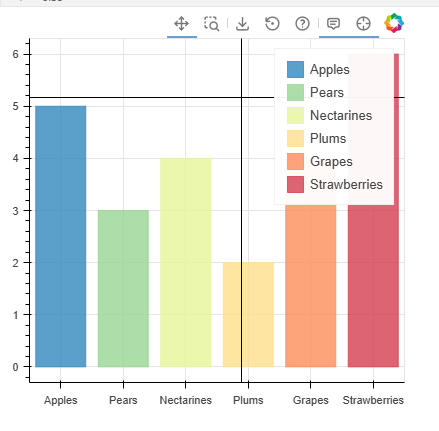 6
Apples
Pears
5
Nectarines
Plums
4
Grapes
Strawberries
3
2
1
0
Apples
Pears
Nectarines
Plums
Grapes
Strawberries